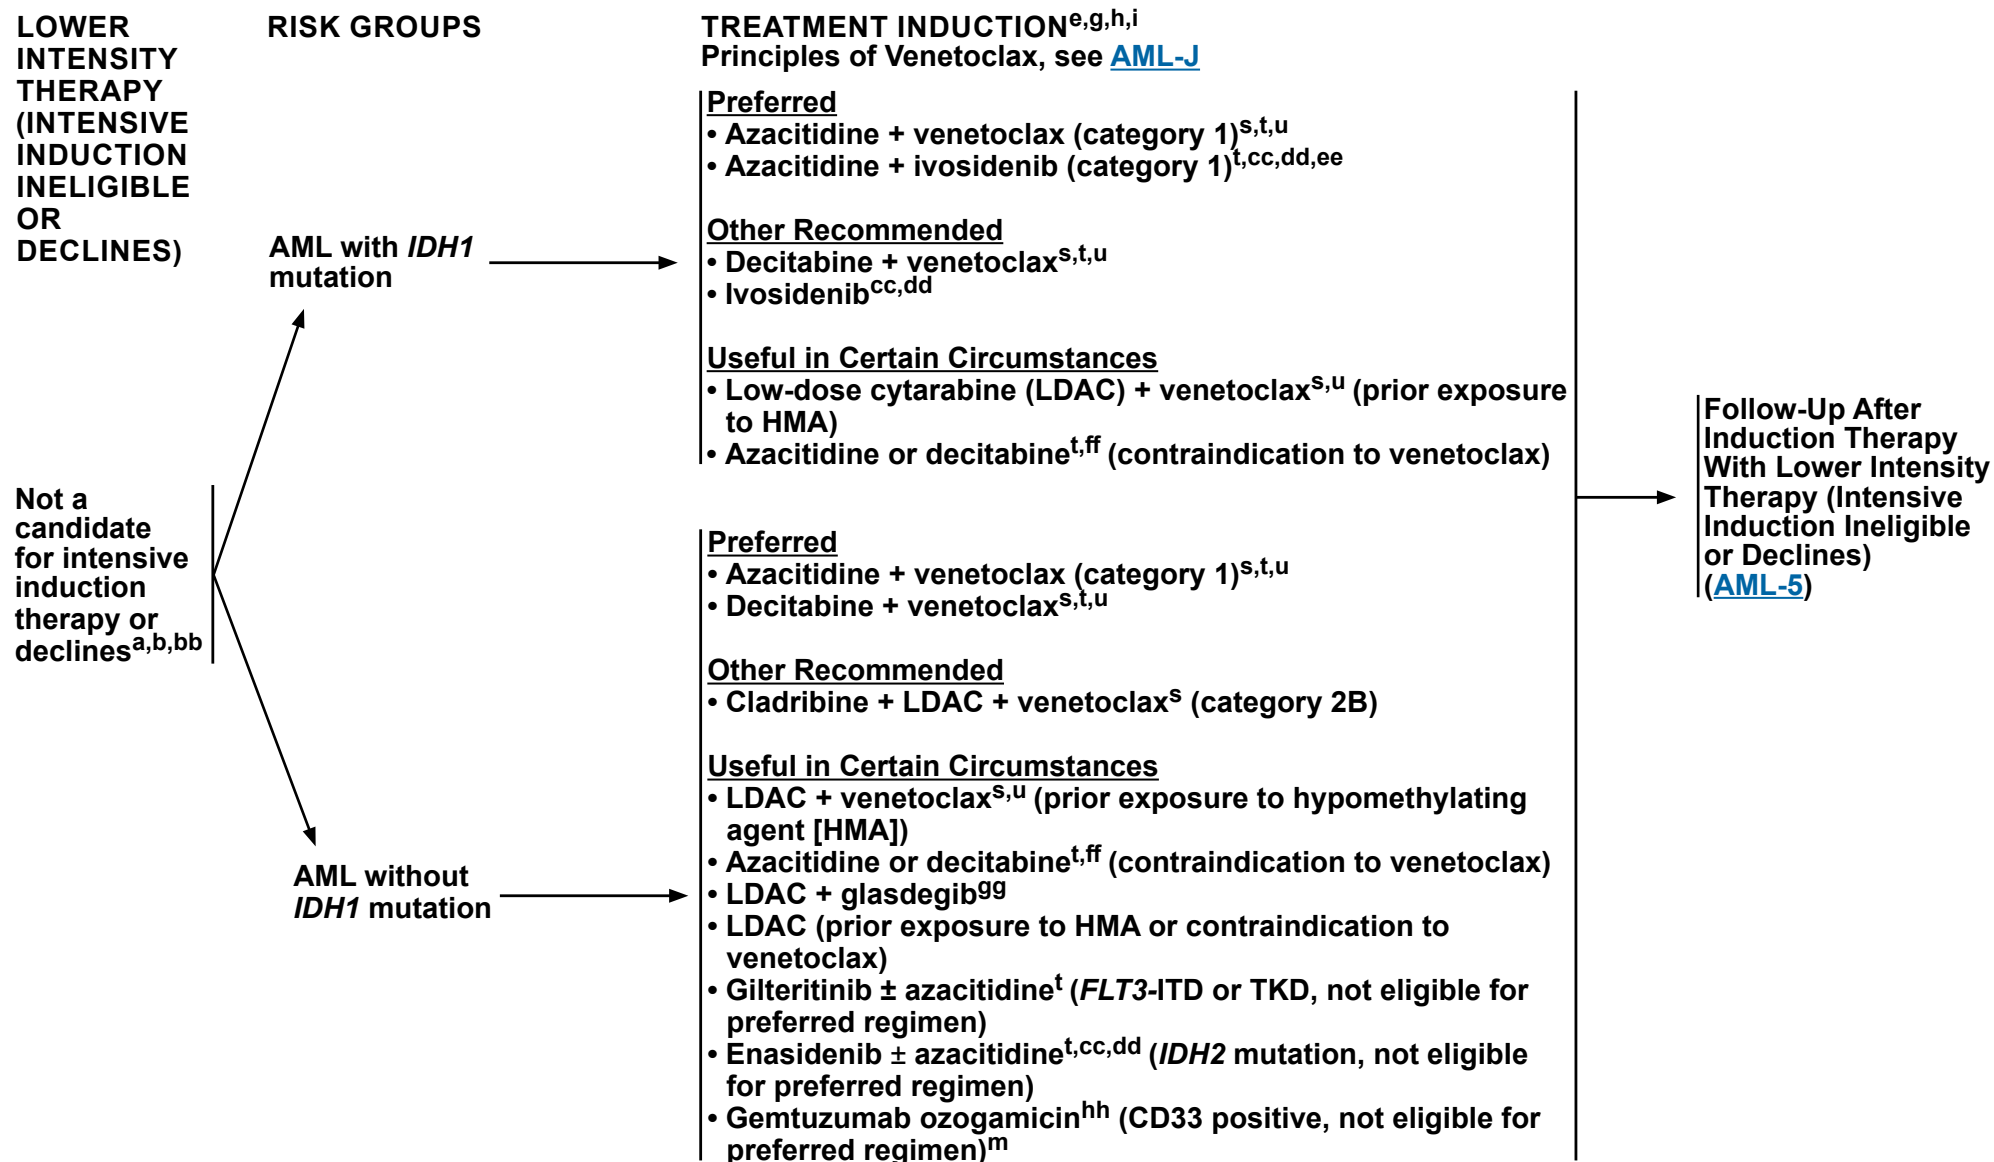 LOWER
INTENSITY
THERAPY
(INTENSIVE
INDUCTION
INELIGIBLE
OR
DECLINES)
RISK GROUPS
TREATMENT INDUCTIONe,g,h,i
Principles of Venetoclax, see AML-J
Not a
candidate
for intensive
induction
therapy or
declinesa,b,bb
AML with IDH1
mutation
Preferred
• Azacitidine + venetoclax (category 1)s,t,u
• Azacitidine + ivosidenib (category 1)t,cc,dd,ee
Other Recommended
• Decitabine + venetoclaxs,t,u
• Ivosidenibcc,dd
Useful in Certain Circumstances
• Low-dose cytarabine (LDAC) + venetoclaxs,u (prior exposure
to HMA)
• Azacitidine or decitabinet,ff (contraindication to venetoclax)
AML without
IDH1 mutation
Preferred
• Azacitidine + venetoclax (category 1)s,t,u
• Decitabine + venetoclaxs,t,u
Other Recommended
• Cladribine + LDAC + venetoclaxs (category 2B)
Useful in Certain Circumstances
• LDAC + venetoclaxs,u (prior exposure to hypomethylating
agent [HMA])
• Azacitidine or decitabinet,ff (contraindication to venetoclax)
• LDAC + glasdegibgg
• LDAC (prior exposure to HMA or contraindication to
venetoclax)
• Gilteritinib ± azacitidinet (FLT3-ITD or TKD, not eligible for
preferred regimen)
• Enasidenib ± azacitidinet,cc,dd (IDH2 mutation, not eligible
for preferred regimen)
• Gemtuzumab ozogamicinhh (CD33 positive, not eligible for
preferred regimen)m
Follow-Up After
Induction Therapy
With Lower Intensity
Therapy (Intensive
Induction Ineligible
or Declines)
(AML-5)